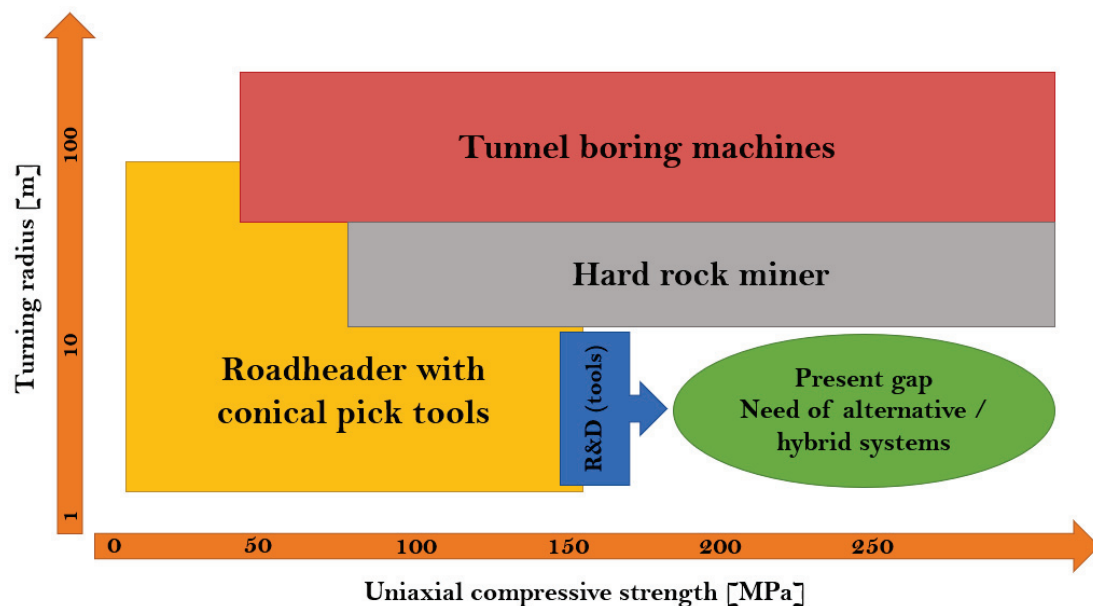 Turning radius [m]
100
10
1
Tunnel boring machines
Hard rock miner
Roadheader with
conical pick tools
R&D (tools)
Present gap
Need of alternative /
hybrid systems
0 50 100 150 200 250
Uniaxial compressive strength [MPa]